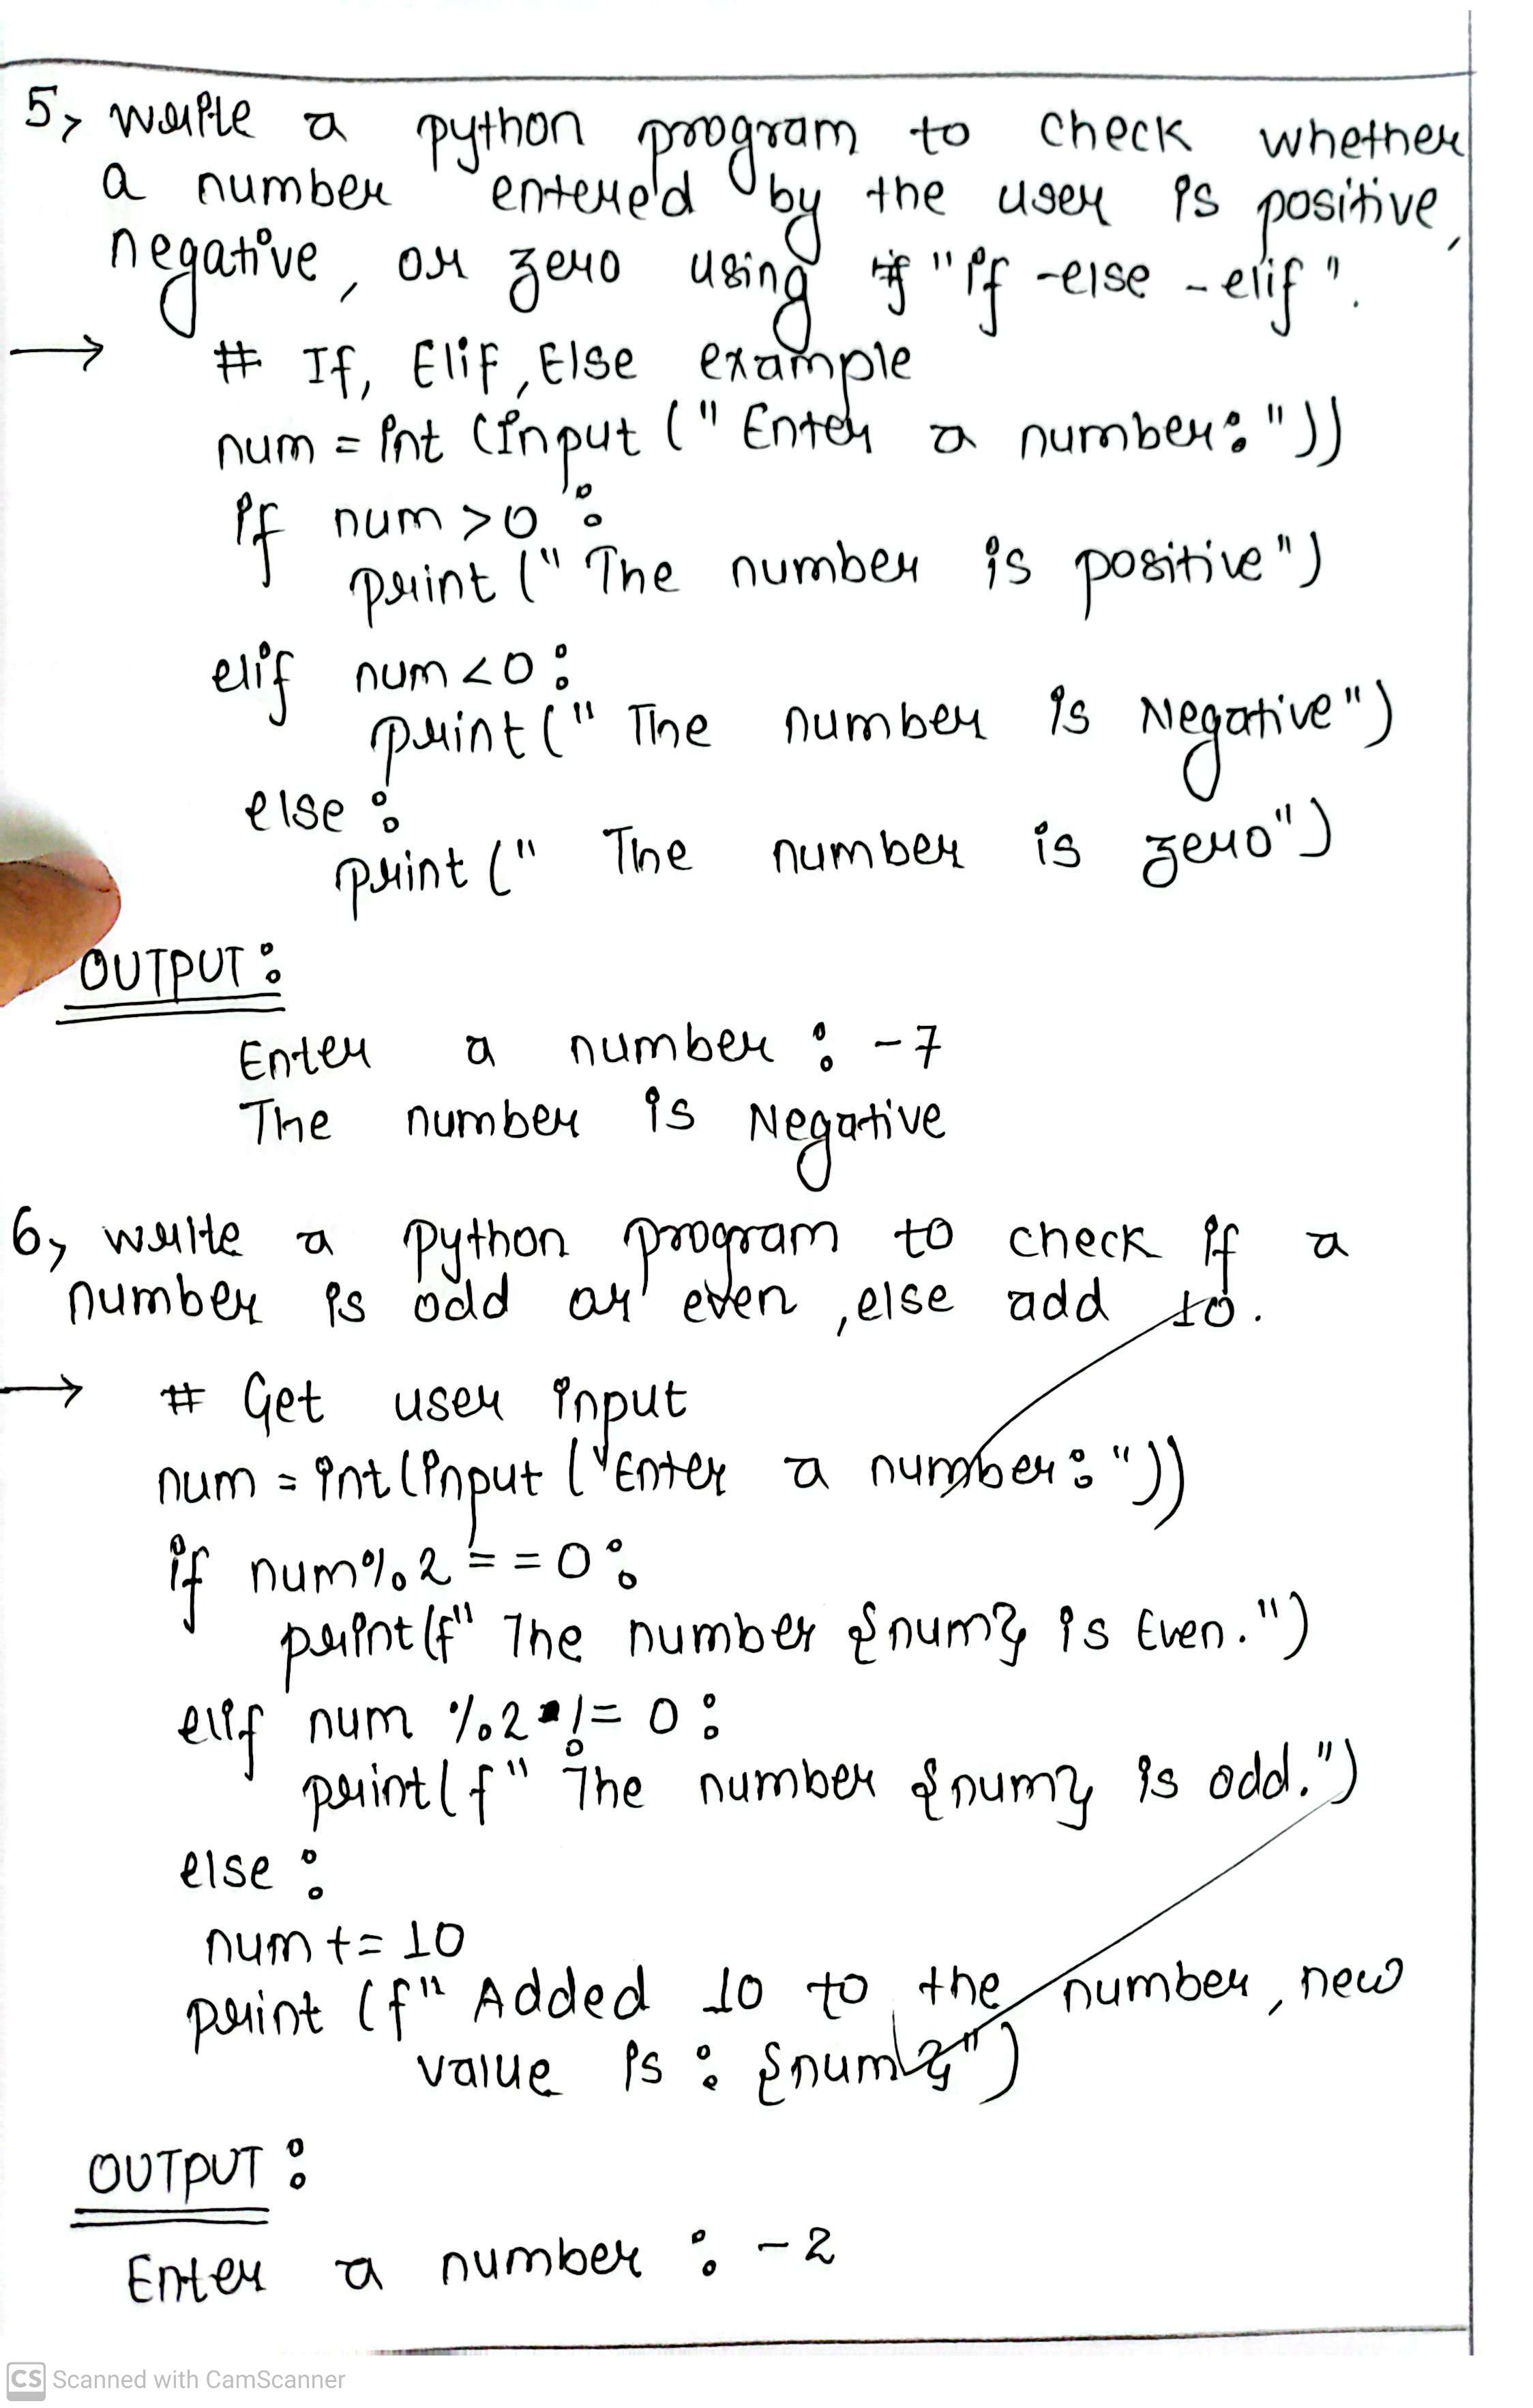 5, write a python program to check whether
a number entered by the user is positive,
negative, or zero using "if -else -elif".
→ # If, Elif, Else example
num = int (input (" Enter a number: "))
if num >0 :
print (" The number is positive")
elif num <0 :
print (" The number is Negative")
else :
print (" The number is zero")
OUTPUT :
Enter a number : -7
The number is Negative
6, write a python program to check if a
number is odd or even , else add 10.
→ # Get user input
num = int (input ("Enter a number: "))
if num%2 == 0 :
print (f" The number {num} is Even.")
elif num %2 != 0 :
print (f" The number {num} is odd.")
else :
num += 10
print (f" Added 10 to the number, new
value is : {num}")
OUTPUT :
Enter a number : -2
CS Scanned with CamScanner